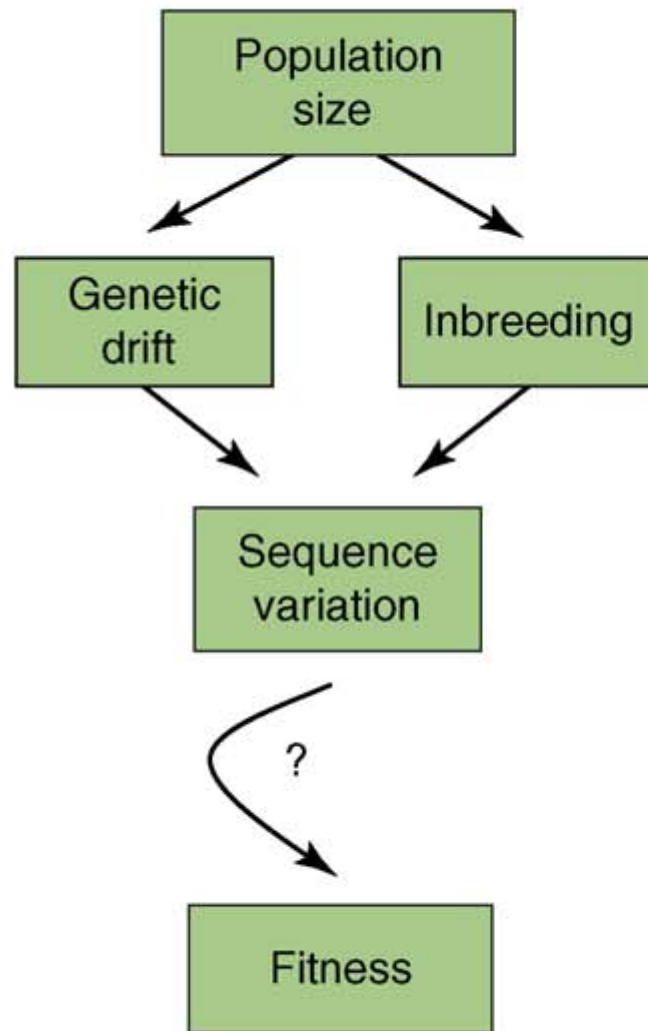 Population
size
Genetic
drift
Inbreeding
Sequence
variation
?
Fitness